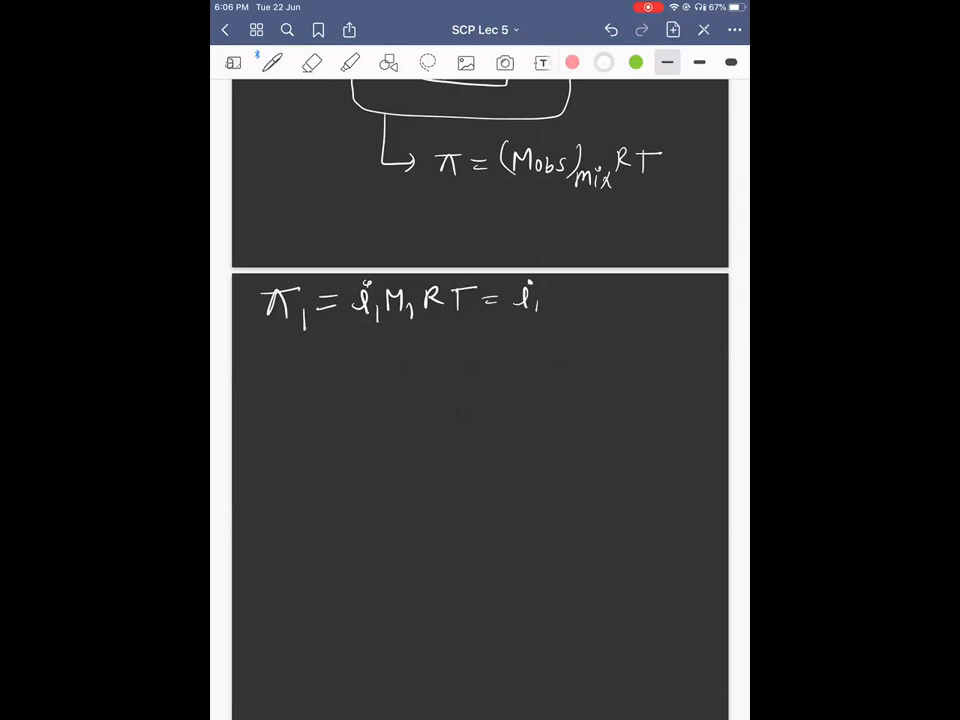 6:06 PM Tue 22 Jun 67%
SCP Lec 5
T
π = (Mobs)mix RT
π₁ = i₁M₁RT = i₁